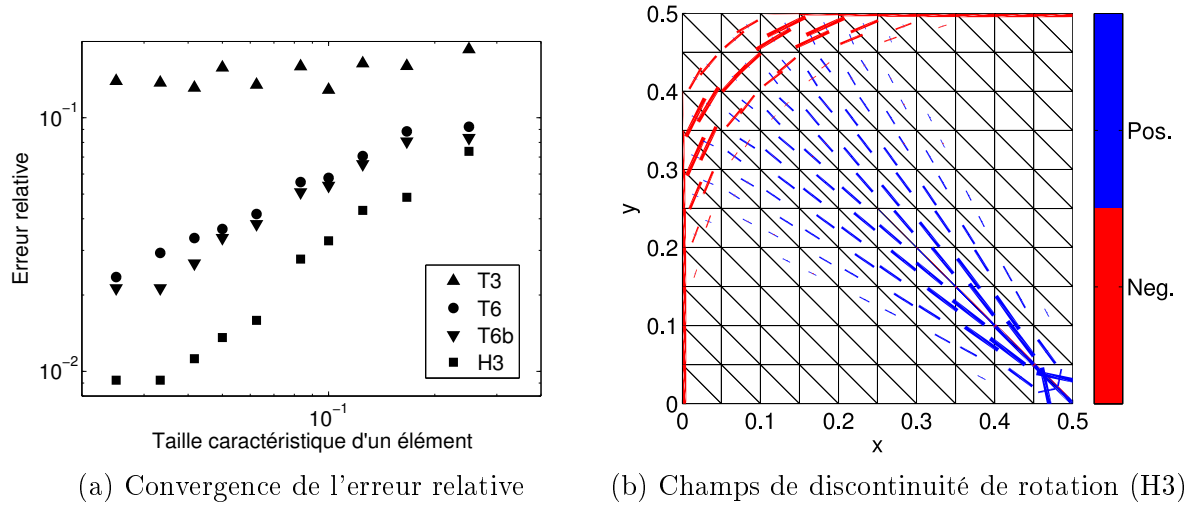 10⁻¹
10⁻²
10⁻¹
Erreur relative
Taille caractéristique d'un élément
T3
T6
T6b
H3
(a) Convergence de l'erreur relative
0.5
0.4
0.3
0.2
0.1
0
y
0 0.1 0.2 0.3 0.4 0.5
x
Pos.
Neg.
(b) Champs de discontinuité de rotation (H3)